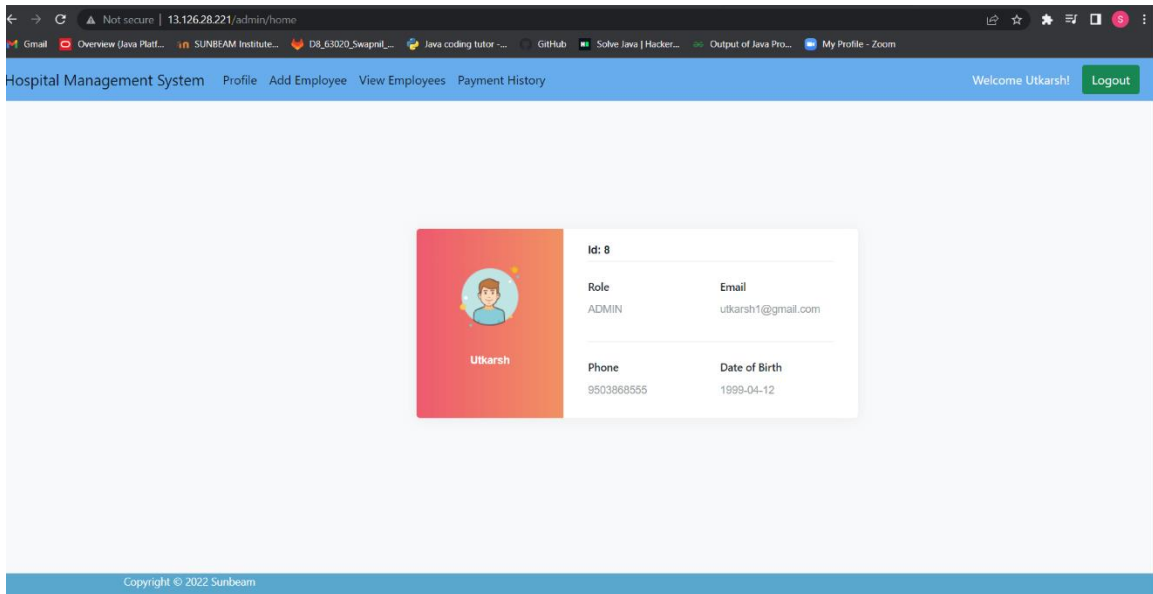 Not secure | 13.126.28.221/admin/home
Gmail Overview (Java Platf... SUNBEAM Institute... D8_63020_Swapnil_... Java coding tutor -... GitHub Solve Java | Hacker... Output of Java Pro... My Profile - Zoom
Hospital Management System Profile Add Employee View Employees Payment History Welcome Utkarsh! Logout
Id: 8
Role Email
ADMIN utkarsh1@gmail.com
Utkarsh
Phone Date of Birth
9503868555 1999-04-12
Copyright © 2022 Sunbeam